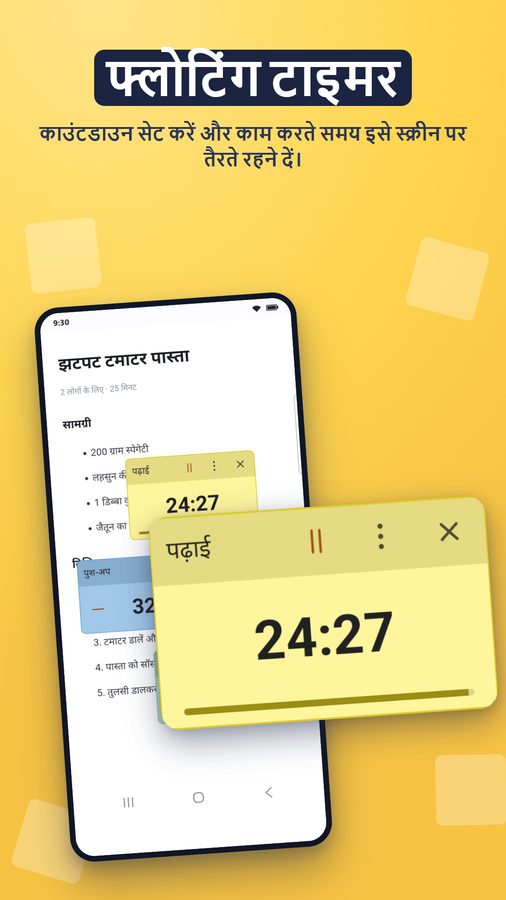 फ्लोटिंग टाइमर
काउंटडाउन सेट करें और काम करते समय इसे स्क्रीन पर
तैरते रहने दें।
9:30
झटपट टमाटर पास्ता
2 लोगों के लिए · 25 मिनट
सामग्री
• 200 ग्राम स्पेगेटी
• लहसुन की
पढ़ाई
• 1 डिब्बा
24:27
• जैतून का
पढ़ाई
24:27
पुश-अप
32
3. टमाटर डालें
4. पास्ता को
5. तुलसी